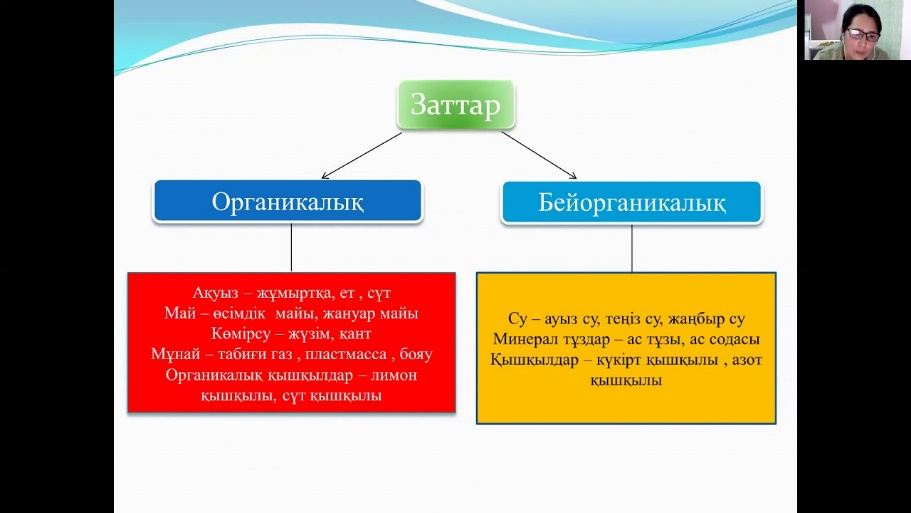 Заттар
Органикалық
Бейорганикалық
Ақуыз – жұмыртқа, ет , сүт
Май – өсімдік майы, жануар майы
Көмірсу – жүзім, қант
Мұнай – табиғи газ , пластмасса , бояу
Органикалық қышқылдар – лимон
қышқылы, сүт қышқылы
Су – ауыз су, теңіз су, жаңбыр су
Минерал тұздар – ас тұзы, ас содасы
Қышқылдар – күкірт қышқылы , азот
қышқылы